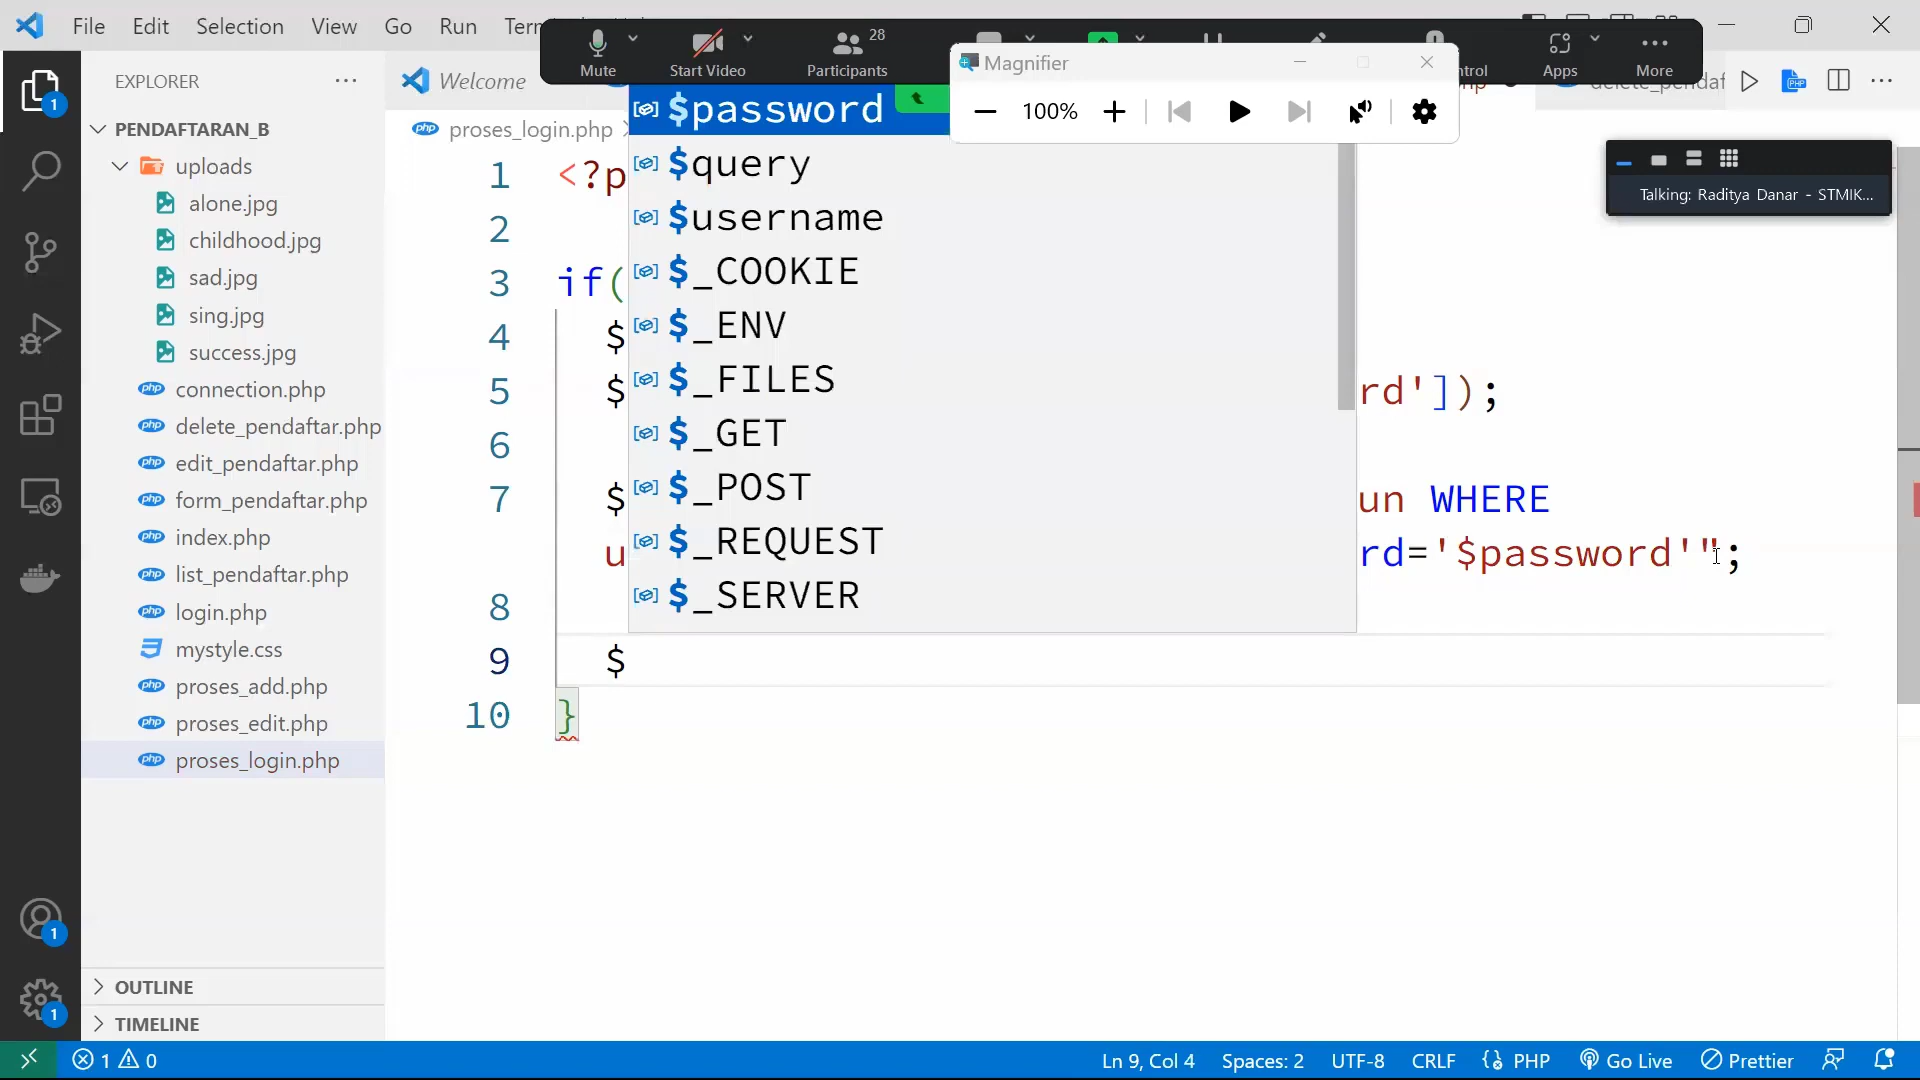 File Edit Selection View Go Run
Mute
Start Video
28
Participants
Apps
More
Magnifier
100%
EXPLORER
Welcome
PENDAFTARAN_B
proses_login.php
uploads
alone.jpg
childhood.jpg
sad.jpg
sing.jpg
success.jpg
connection.php
delete_pendaftar.php
edit_pendaftar.php
form_pendaftar.php
index.php
list_pendaftar.php
login.php
mystyle.css
proses_add.php
proses_edit.php
proses_login.php
OUTLINE
TIMELINE
Talking: Raditya Danar - STMIK...
$password
$query
$username
$_COOKIE
$_ENV
$_FILES
$_GET
$_POST
$_REQUEST
$_SERVER
1 <?p
2
3 if(
4 $
5 $ rd']);
6
7 $ un WHERE
u rd='$password'";
8
9 $
10 }
1 0
Ln 9, Col 4 Spaces: 2 UTF-8 CRLF PHP Go Live Prettier